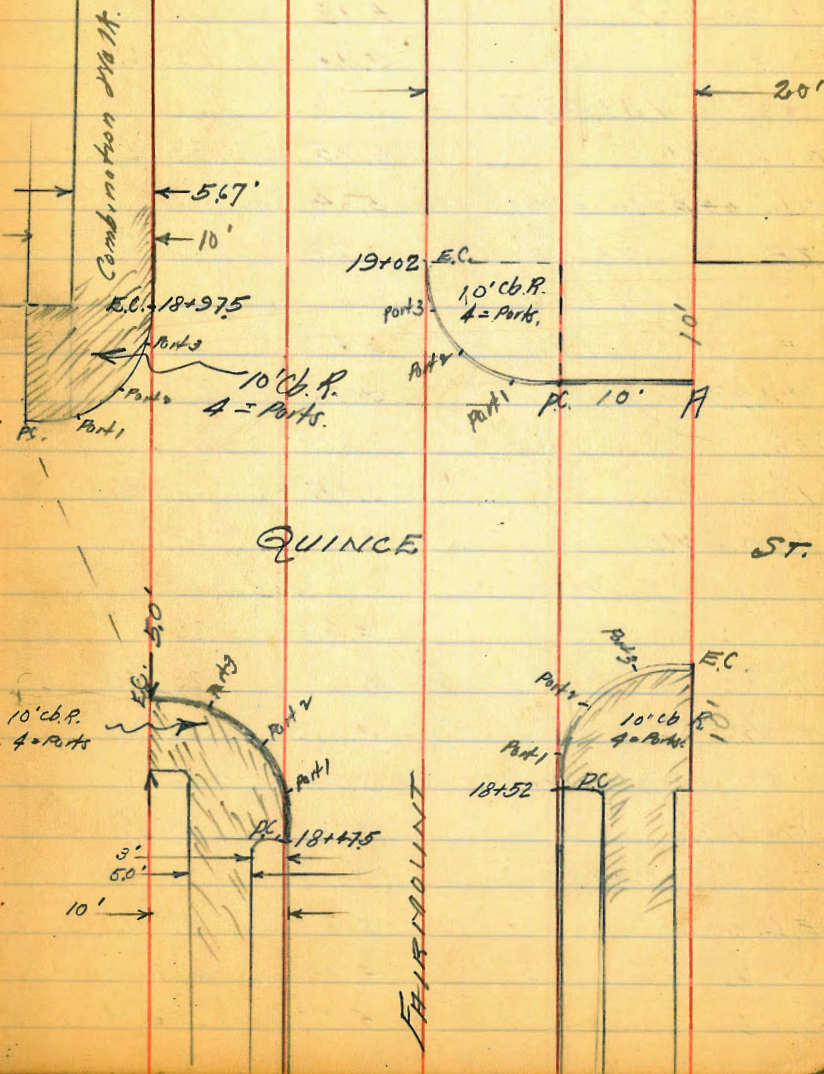 Combination Walk.
20'
5.67'
10'
19+02 E.C.
10' Cb. R.
4 = Parts.
Part 3
Part 2
Part 1
P.C.
10'
A
10'
E.C. 18+97.5
Part 3
Part 2
Part 1
P.C.
10' Cb. R.
4 = Parts.
QUINCE ST.
5.0'
E.C.
Part 3
Part 2
Part 1
10' Cb. R.
4 = Parts
P.C. 18+47.5
3'
5.0'
10'
FAIRMOUNT
Part 3
E.C.
Part 2
10' Cb R
4 = Parts.
10'
Part 1
18+52 P.C